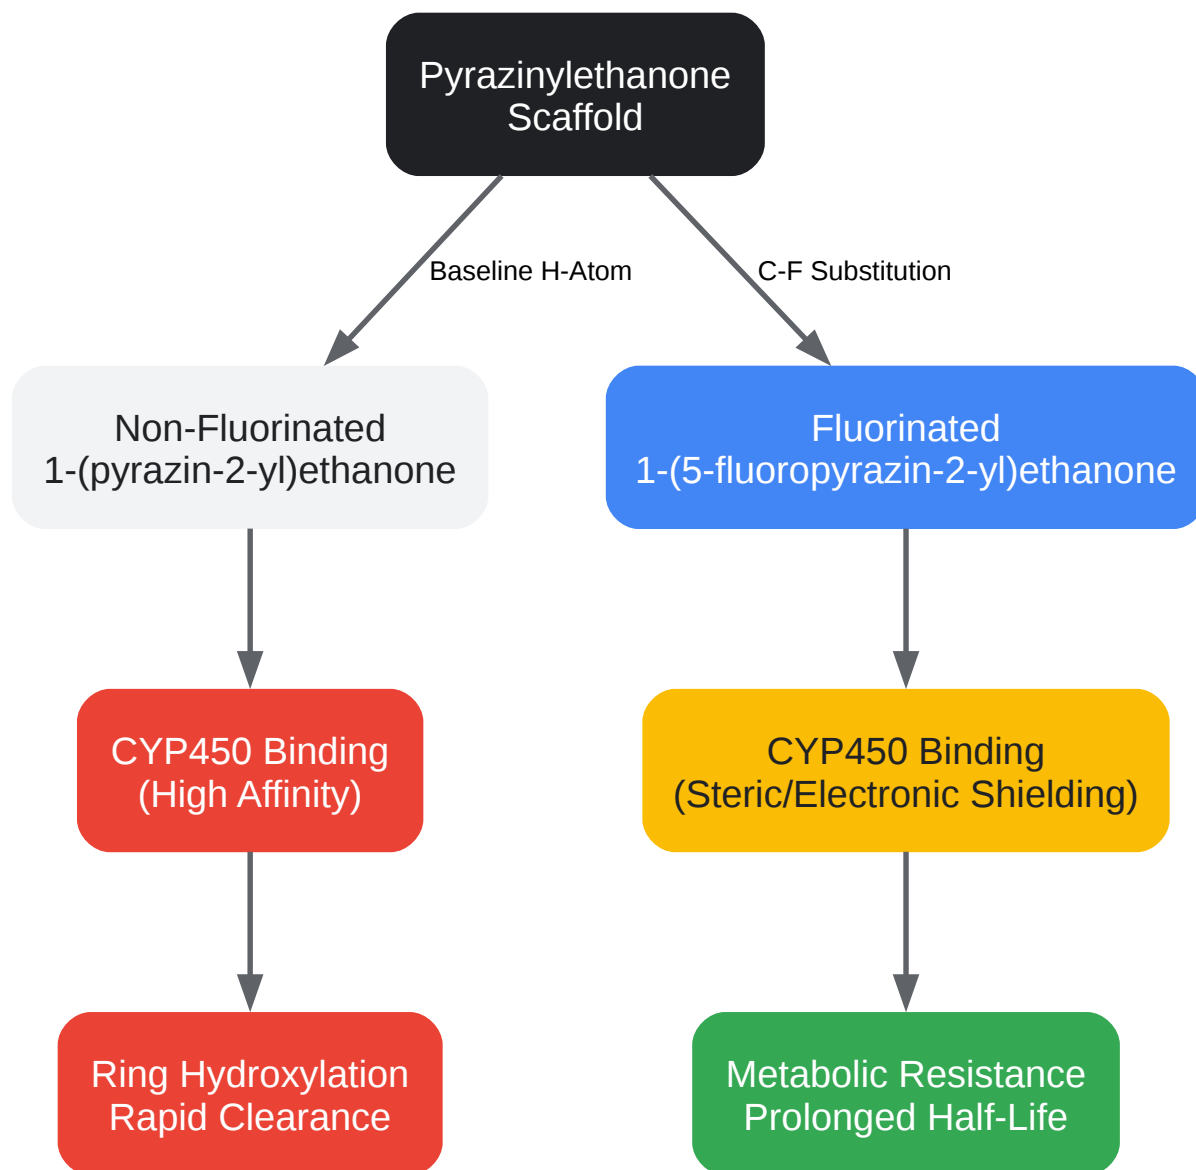 Pyrazinylethanone
Scaffold
Baseline H-Atom
C-F Substitution
Non-Fluorinated
1-(pyrazin-2-yl)ethanone
Fluorinated
1-(5-fluoropyrazin-2-yl)ethanone
CYP450 Binding
(High Affinity)
CYP450 Binding
(Steric/Electronic Shielding)
Ring Hydroxylation
Rapid Clearance
Metabolic Resistance
Prolonged Half-Life